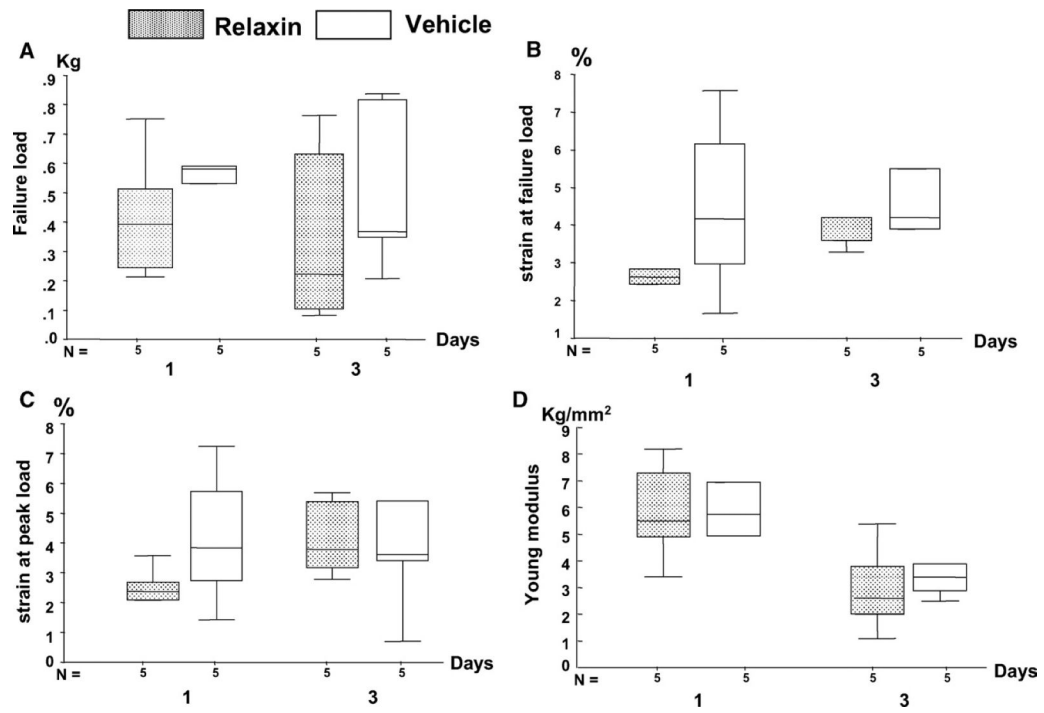 Relaxin Vehicle
A
Kg
.9
.8
.7
.6
.5
.4
.3
.2
.1
.0
Failure load
N = 5 5 5 5 Days
1 3
B
%
8
7
6
5
4
3
2
1
strain at failure load
N = 5 5 5 5 Days
1 3
C
%
8
7
6
5
4
3
2
1
0
strain at peak load
N = 5 5 5 5 Days
1 3
D
Kg/mm²
9
8
7
6
5
4
3
2
1
0
Young modulus
N = 5 5 5 5 Days
1 3